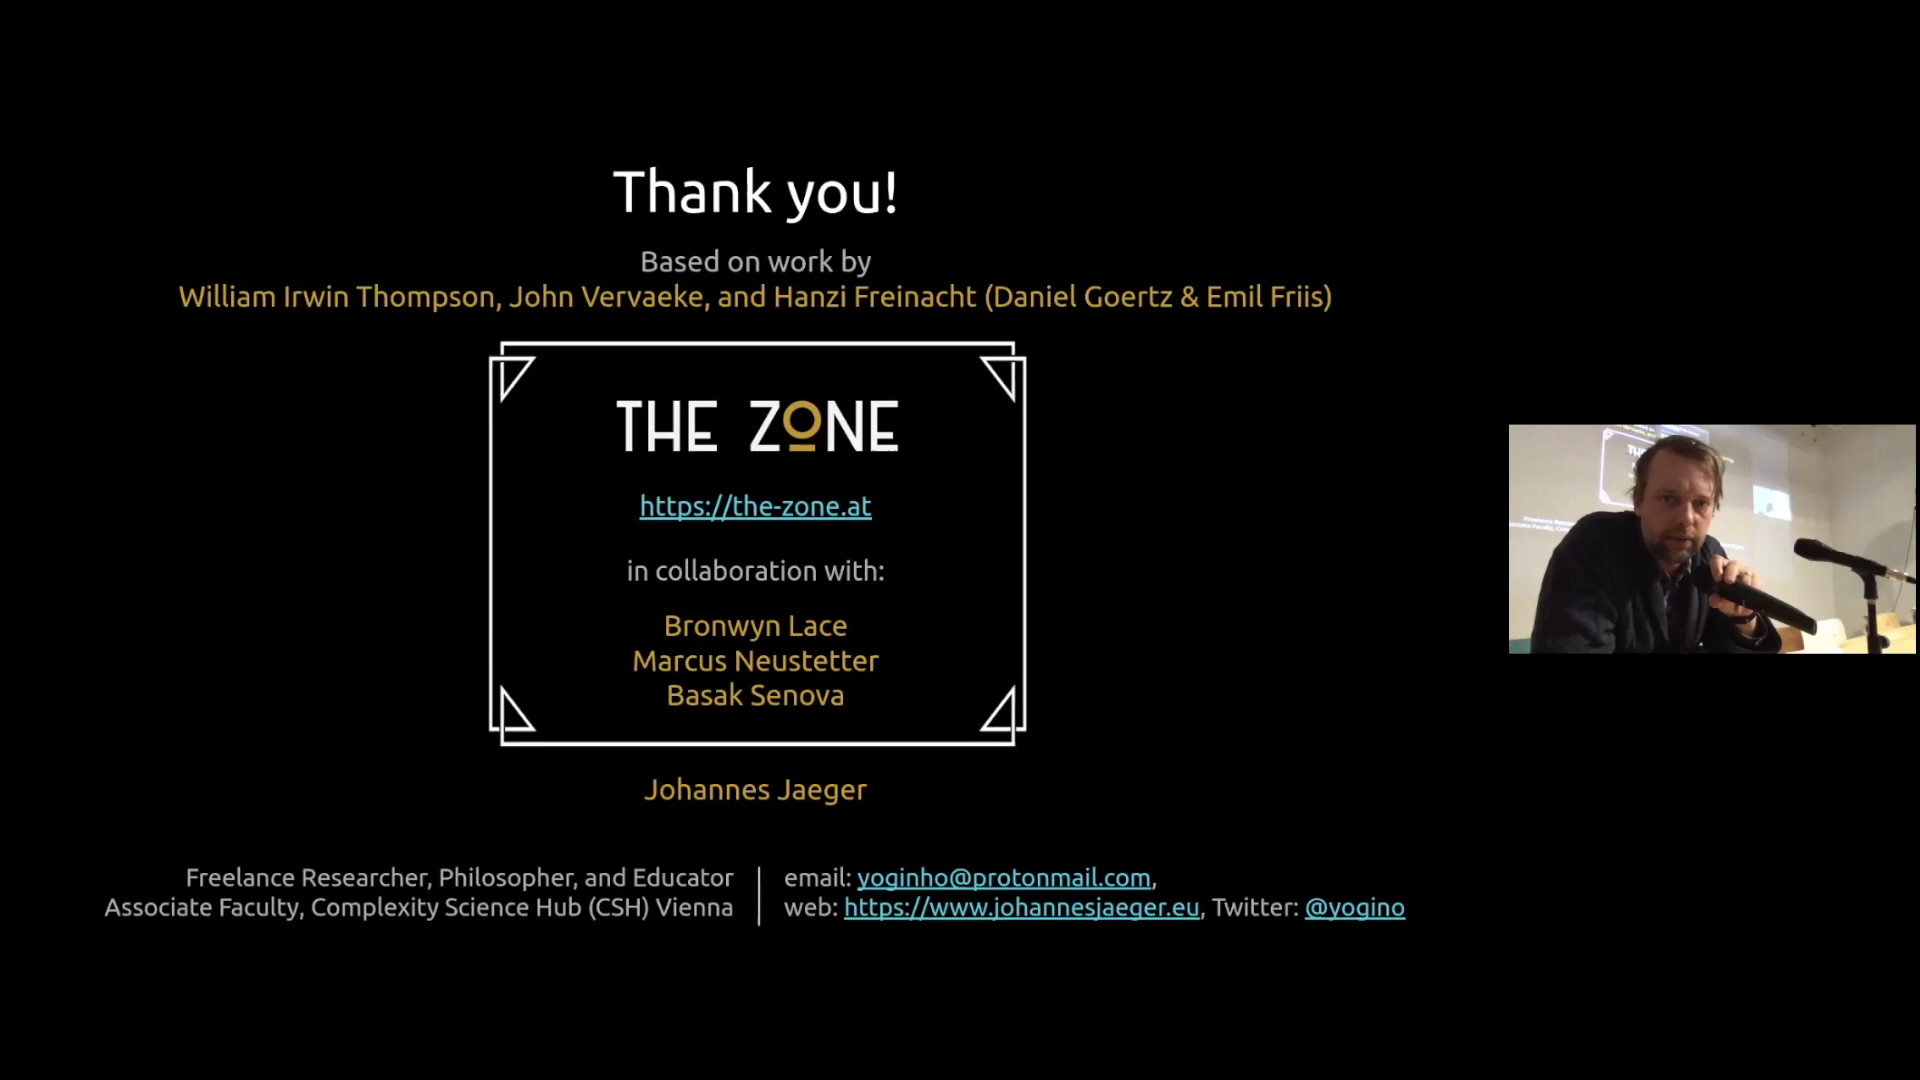 Thank you!
Based on work by
William Irwin Thompson, John Vervaeke, and Hanzi Freinacht (Daniel Goertz & Emil Friis)
THE ZONE
https://the-zone.at
in collaboration with:
Bronwyn Lace
Marcus Neustetter
Basak Senova
Johannes Jaeger
Freelance Researcher, Philosopher, and Educator
Associate Faculty, Complexity Science Hub (CSH) Vienna
email: yoginho@protonmail.com,
web: https://www.johannesjaeger.eu, Twitter: @yogino